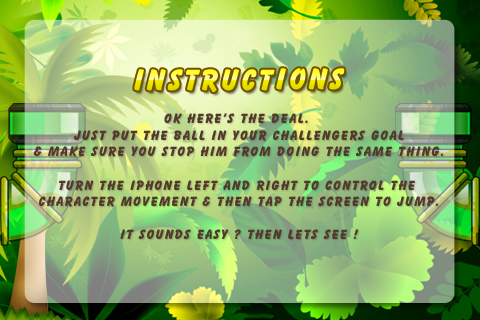 INSTRUCTIONS
OK HERE'S THE DEAL.
JUST PUT THE BALL IN YOUR CHALLENGERS GOAL
& MAKE SURE YOU STOP HIM FROM DOING THE SAME THING.
TURN THE IPHONE LEFT AND RIGHT TO CONTROL THE
CHARACTER MOVEMENT & THEN TAP THE SCREEN TO JUMP.
IT SOUNDS EASY ? THEN LETS SEE !